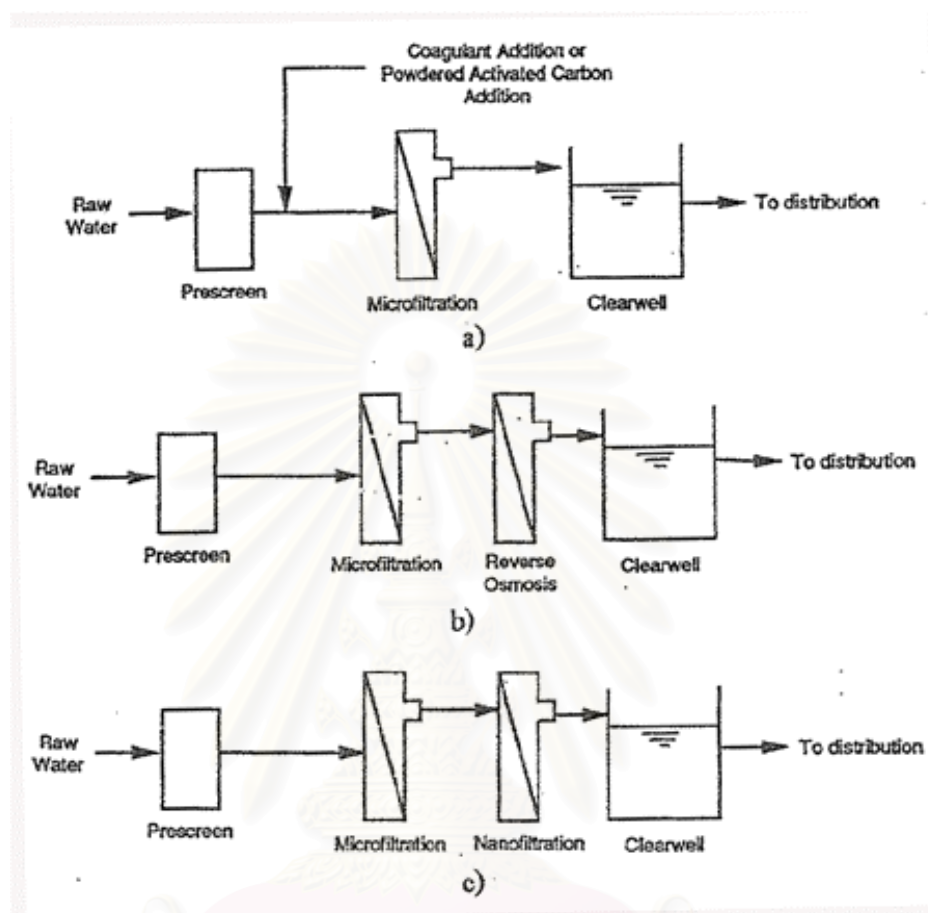 Coagulant Addition or
Powdered Activated Carbon
Addition
Raw
Water
Prescreen
Microfiltration
Clearwell
To distribution
a)
Raw
Water
Prescreen
Microfiltration
Reverse
Osmosis
Clearwell
To distribution
b)
Raw
Water
Prescreen
Microfiltration
Nanofiltration
Clearwell
To distribution
c)